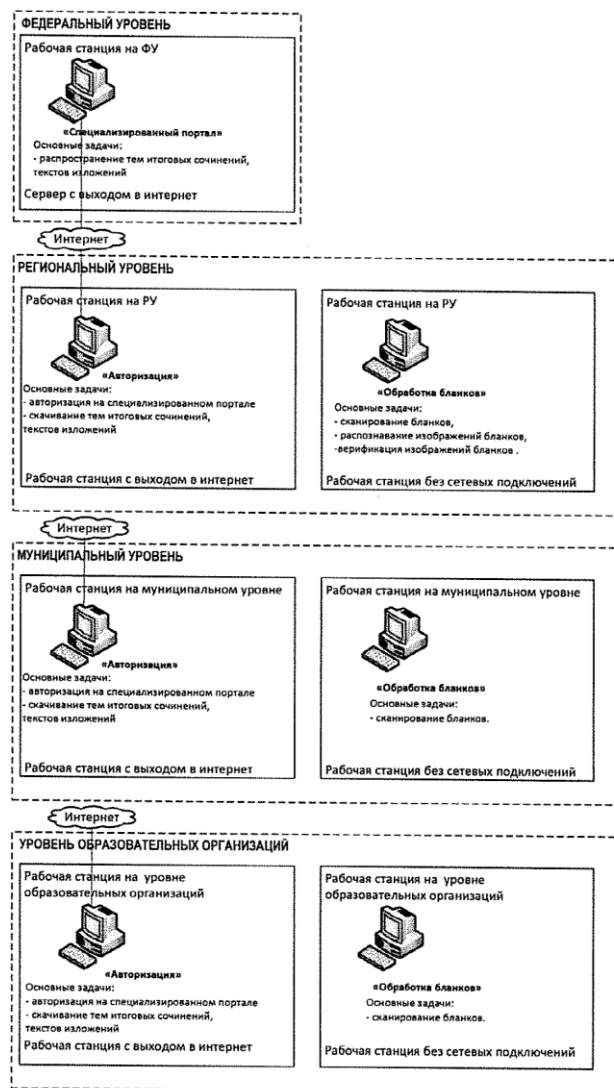 ФЕДЕРАЛЬНЫЙ УРОВЕНЬ
Рабочая станция на ФУ
«Специализированный портал»
Основные задачи:
- распространение тем итоговых сочинений,
текстов изложений
Сервер с выходом в интернет
Интернет
РЕГИОНАЛЬНЫЙ УРОВЕНЬ
Рабочая станция на РУ
«Авторизация»
Основные задачи:
- авторизация на специализированном портале
- скачивание тем итоговых сочинений,
текстов изложений
Рабочая станция с выходом в интернет
Рабочая станция на РУ
«Обработка бланков»
Основные задачи:
- сканирование бланков,
- распознавание изображений бланков,
-верификация изображений бланков .
Рабочая станция без сетевых подключений
Интернет
МУНИЦИПАЛЬНЫЙ УРОВЕНЬ
Рабочая станция на муниципальном уровне
«Авторизация»
Основные задачи:
- авторизация на специализированном портале
- скачивание тем итоговых сочинений,
текстов изложений
Рабочая станция с выходом в интернет
Рабочая станция на муниципальном уровне
«Обработка бланков»
Основные задачи:
- сканирование бланков.
Рабочая станция без сетевых подключений
Интернет
УРОВЕНЬ ОБРАЗОВАТЕЛЬНЫХ ОРГАНИЗАЦИЙ
Рабочая станция на уровне
образовательных организаций
«Авторизация»
Основные задачи:
- авторизация на специализированном портале
- скачивание тем итоговых сочинений,
текстов изложений
Рабочая станция с выходом в интернет
Рабочая станция на уровне
образовательных организаций
«Обработка бланков»
Основные задачи:
- сканирование бланков.
Рабочая станция без сетевых подключений